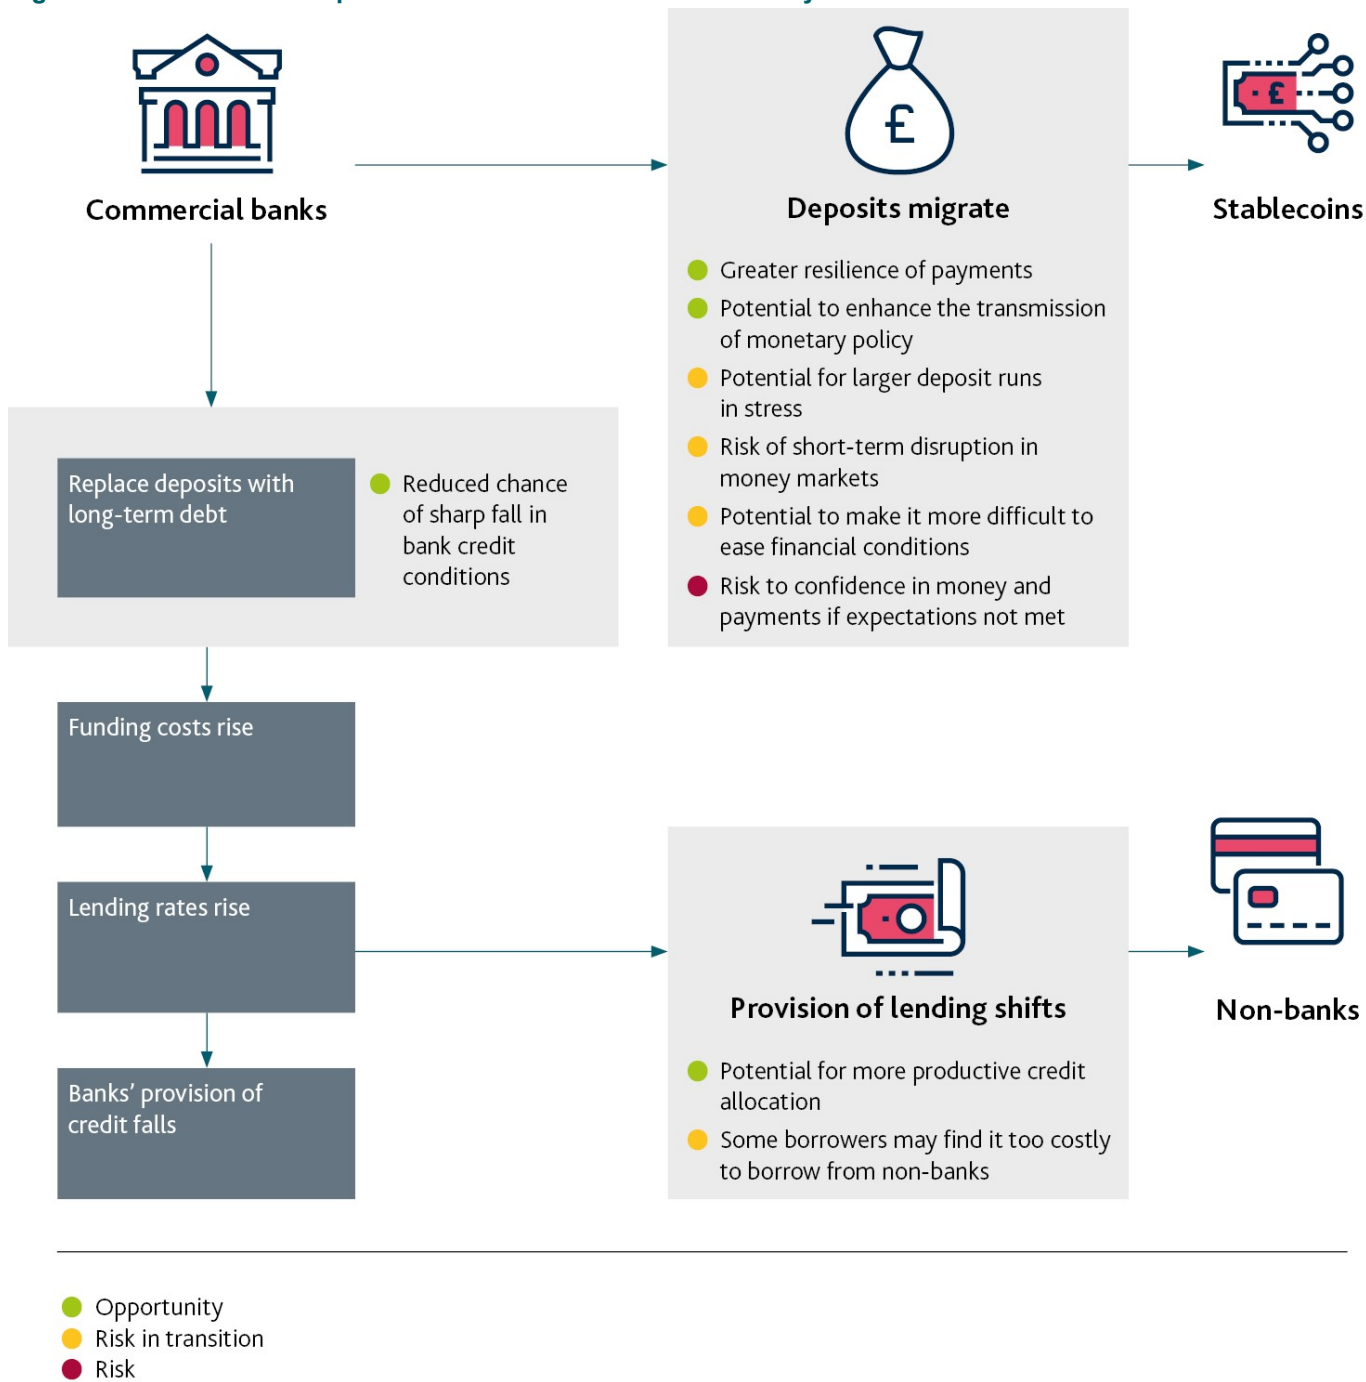 Commercial banks
Deposits migrate
Stablecoins
£
£
Greater resilience of payments
Potential to enhance the transmission
of monetary policy
Potential for larger deposit runs
in stress
Risk of short-term disruption in
money markets
Potential to make it more difficult to
ease financial conditions
Risk to confidence in money and
payments if expectations not met
Replace deposits with
long-term debt
Reduced chance
of sharp fall in
bank credit
conditions
Funding costs rise
Lending rates rise
Banks’ provision of
credit falls
Provision of lending shifts
Non-banks
Potential for more productive credit
allocation
Some borrowers may find it too costly
to borrow from non-banks
Opportunity
Risk in transition
Risk